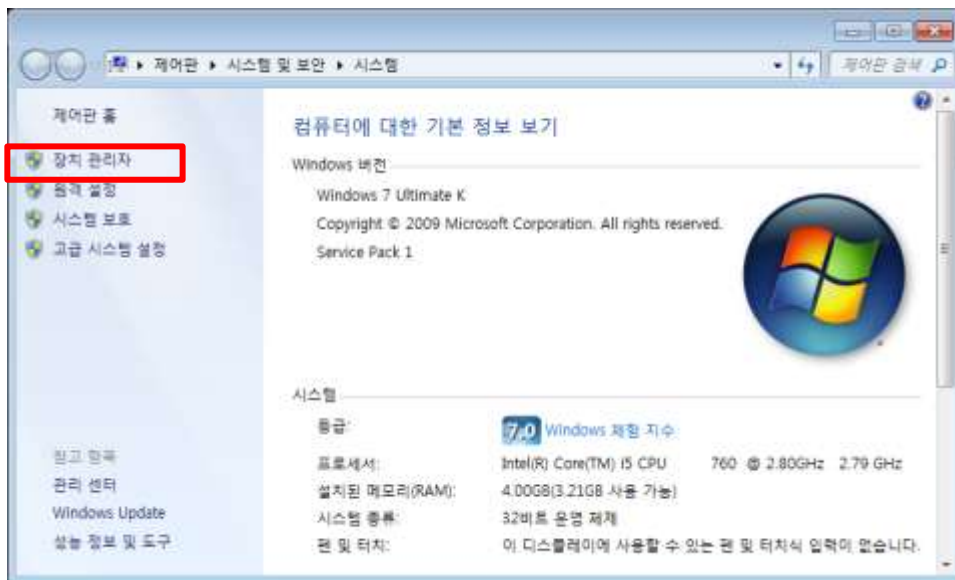 제어판 ▸ 시스템 및 보안 ▸ 시스템
제어판 검색
제어판 홈
장치 관리자
원격 설정
시스템 보호
고급 시스템 설정
참고 항목
관리 센터
Windows Update
성능 정보 및 도구
컴퓨터에 대한 기본 정보 보기
Windows 버전
Windows 7 Ultimate K
Copyright © 2009 Microsoft Corporation. All rights reserved.
Service Pack 1
시스템
등급: 7.0 Windows 체험 지수
프로세서: Intel(R) Core(TM) i5 CPU 760 @ 2.80GHz 2.79 GHz
설치된 메모리(RAM): 4.00GB(3.21GB 사용 가능)
시스템 종류: 32비트 운영 체제
펜 및 터치: 이 디스플레이에 사용할 수 있는 펜 및 터치식 입력이 없습니다.